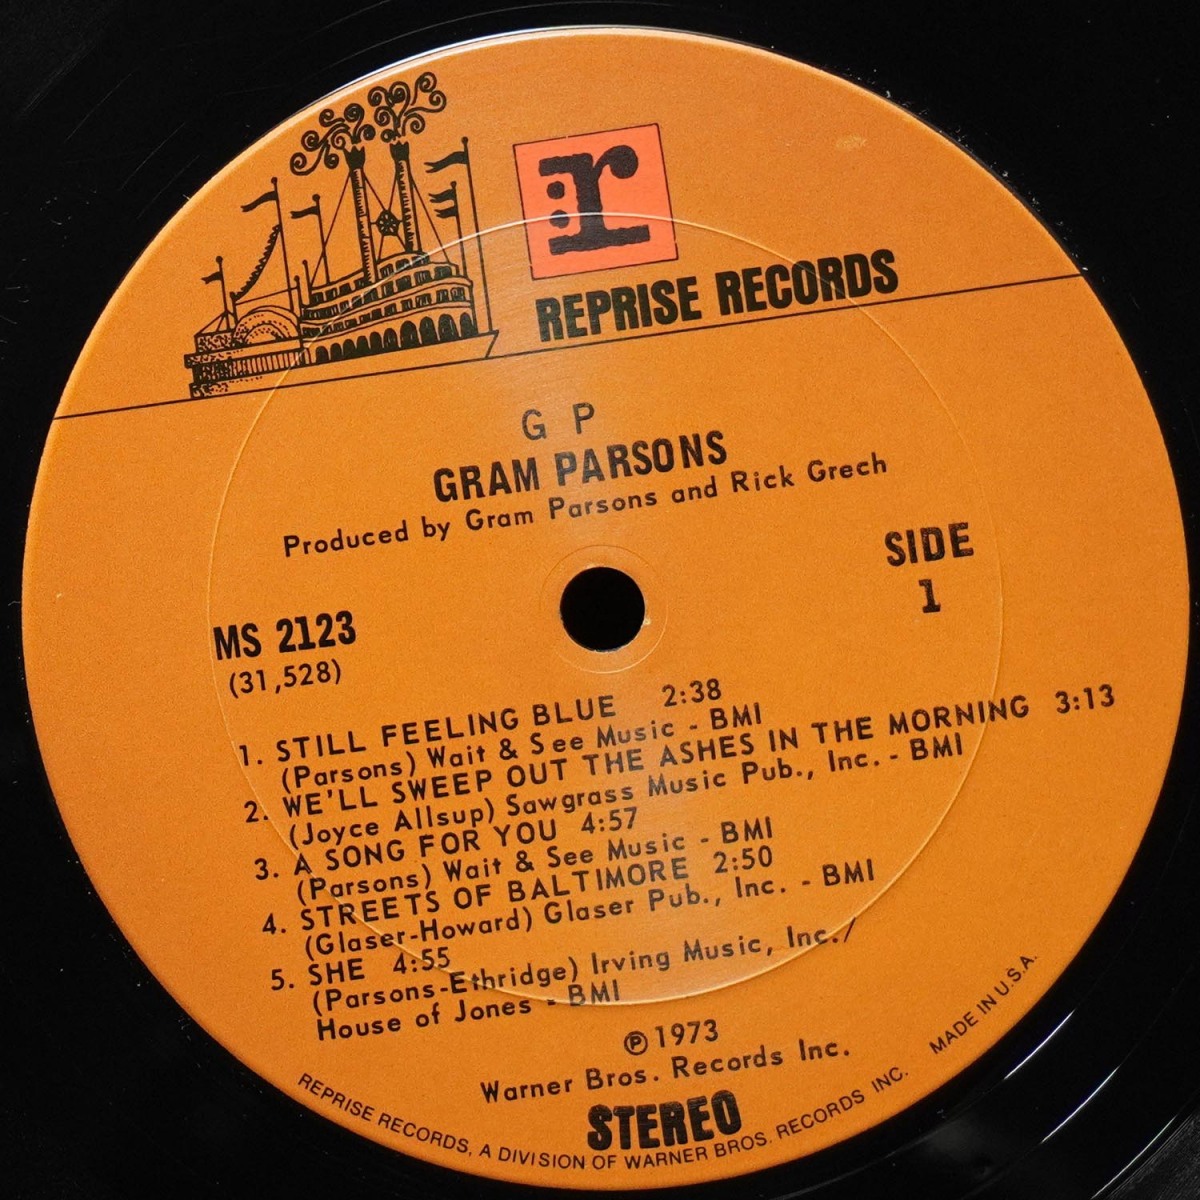 r
REPRISE RECORDS
G P
GRAM PARSONS
Produced by Gram Parsons and Rick Grech
SIDE
1
MS 2123
(31,528)
1. STILL FEELING BLUE 2:38
(Parsons) Wait & See Music - BMI
2. WE'LL SWEEP OUT THE ASHES IN THE MORNING 3:13
(Joyce Allsup) Sawgrass Music Pub., Inc. - BMI
3. A SONG FOR YOU 4:57
(Parsons) Wait & See Music - BMI
4. STREETS OF BALTIMORE 2:50
(Glaser-Howard) Glaser Pub., Inc. - BMI
5. SHE 4:55
(Parsons-Ethridge) Irving Music, Inc./
House of Jones - BMI
℗1973
Warner Bros. Records Inc.
STEREO
REPRISE RECORDS, A DIVISION OF WARNER BROS. RECORDS INC. MADE IN U.S.A.